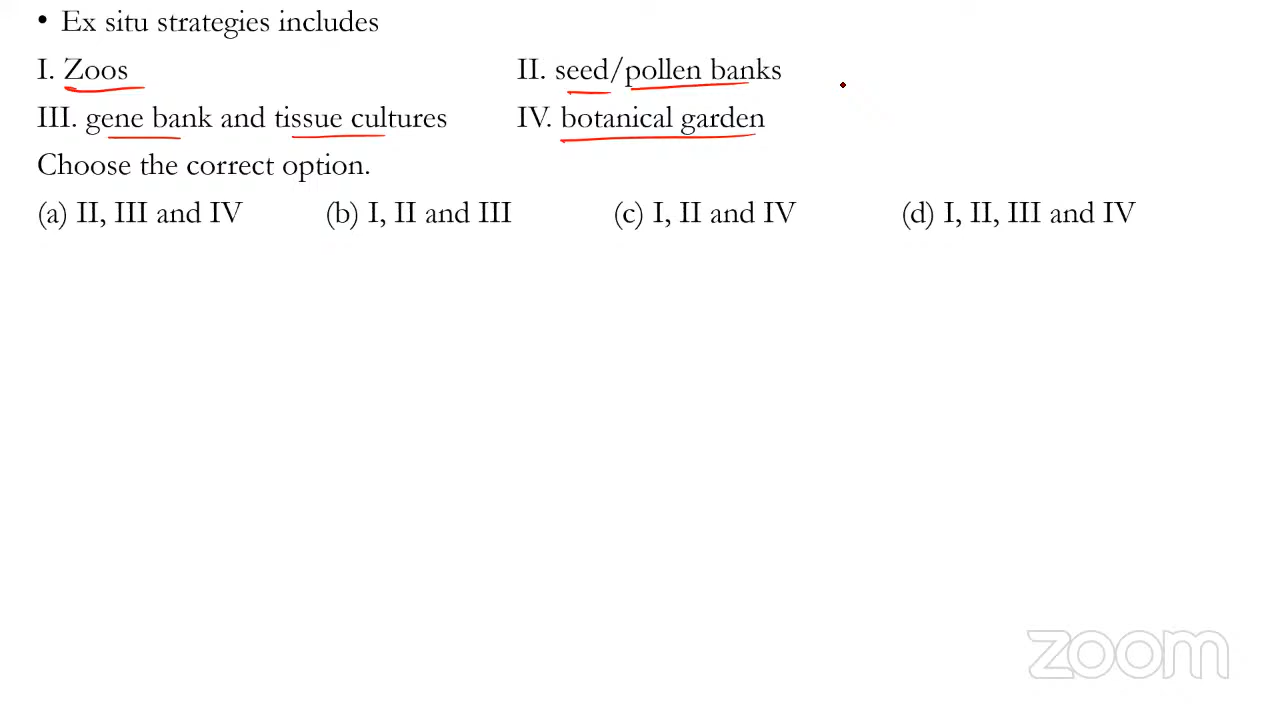 • Ex situ strategies includes
I. Zoos II. seed/pollen banks
III. gene bank and tissue cultures IV. botanical garden
Choose the correct option.
(a) II, III and IV (b) I, II and III (c) I, II and IV (d) I, II, III and IV
zoom